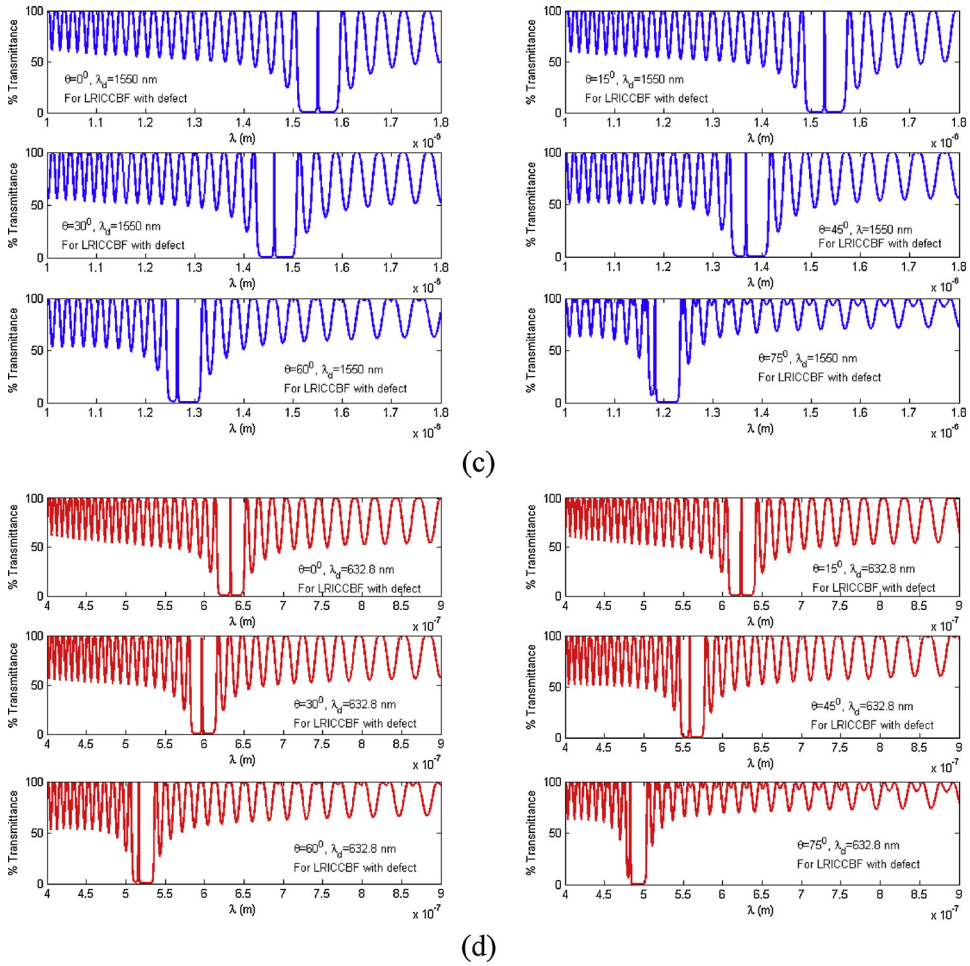 % Transmittance
100
50
0
θ=0⁰, λd=1550 nm
For LRICCBF with defect
1 1.1 1.2 1.3 1.4 1.5 1.6 1.7 1.8
λ (m)
x 10⁻⁶
% Transmittance
100
50
0
θ=15⁰, λd=1550 nm
For LRICCBF with defect
1 1.1 1.2 1.3 1.4 1.5 1.6 1.7 1.8
λ (m)
x 10⁻⁶
% Transmittance
100
50
0
θ=30⁰, λd=1550 nm
For LRICCBF with defect
1 1.1 1.2 1.3 1.4 1.5 1.6 1.7 1.8
λ (m)
x 10⁻⁶
% Transmittance
100
50
0
θ=45⁰, λ=1550 nm
For LRICCBF with defect
1 1.1 1.2 1.3 1.4 1.5 1.6 1.7 1.8
λ (m)
x 10⁻⁶
% Transmittance
100
50
0
θ=60⁰, λd=1550 nm
For LRICCBF with defect
1 1.1 1.2 1.3 1.4 1.5 1.6 1.7 1.8
λ (m)
x 10⁻⁶
% Transmittance
100
50
0
θ=75⁰, λd=1550 nm
For LRICCBF with defect
1 1.1 1.2 1.3 1.4 1.5 1.6 1.7 1.8
λ (m)
x 10⁻⁶
(c)
% Transmittance
100
50
0
θ=0⁰, λd=632.8 nm
For LRICCBF with defect
4 4.5 5 5.5 6 6.5 7 7.5 8 8.5 9
λ (m)
x 10⁻⁷
% Transmittance
100
50
0
θ=15⁰, λd=632.8 nm
For LRICCBF with defect
4 4.5 5 5.5 6 6.5 7 7.5 8 8.5 9
λ (m)
x 10⁻⁷
% Transmittance
100
50
0
θ=30⁰, λd=632.8 nm
For LRICCBF with defect
4 4.5 5 5.5 6 6.5 7 7.5 8 8.5 9
λ (m)
x 10⁻⁷
% Transmittance
100
50
0
θ=45⁰, λd=632.8 nm
For LRICCBF with defect
4 4.5 5 5.5 6 6.5 7 7.5 8 8.5 9
λ (m)
x 10⁻⁷
% Transmittance
100
50
0
θ=60⁰, λd=632.8 nm
For LRICCBF with defect
4 4.5 5 5.5 6 6.5 7 7.5 8 8.5 9
λ (m)
x 10⁻⁷
% Transmittance
100
50
0
θ=75⁰, λd=632.8 nm
For LRICCBF with defect
4 4.5 5 5.5 6 6.5 7 7.5 8 8.5 9
λ (m)
x 10⁻⁷
(d)